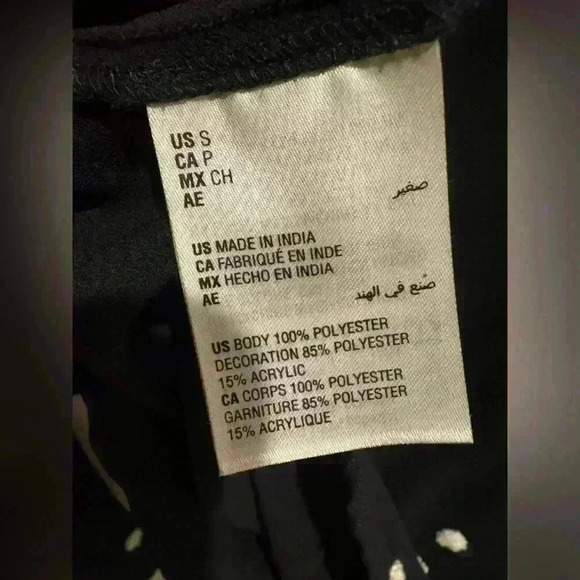 US S
CA P
MX CH
AE صغير
US MADE IN INDIA
CA FABRIQUÉ EN INDE
MX HECHO EN INDIA
AE صُنع في الهند
US BODY 100% POLYESTER
DECORATION 85% POLYESTER
15% ACRYLIC
CA CORPS 100% POLYESTER
GARNITURE 85% POLYESTER
15% ACRYLIQUE